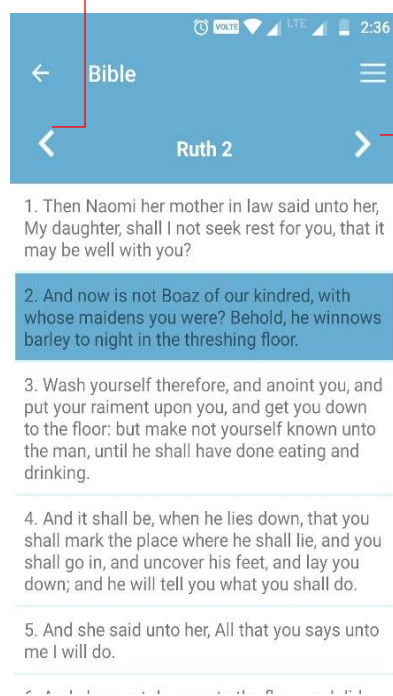 VOLTE LTE 2:36
Bible
Ruth 2
1. Then Naomi her mother in law said unto her,
My daughter, shall I not seek rest for you, that it
may be well with you?
2. And now is not Boaz of our kindred, with
whose maidens you were? Behold, he winnows
barley to night in the threshing floor.
3. Wash yourself therefore, and anoint you, and
put your raiment upon you, and get you down
to the floor: but make not yourself known unto
the man, until he shall have done eating and
drinking.
4. And it shall be, when he lies down, that you
shall mark the place where he shall lie, and you
shall go in, and uncover his feet, and lay you
down; and he will tell you what you shall do.
5. And she said unto her, All that you says unto
me I will do.